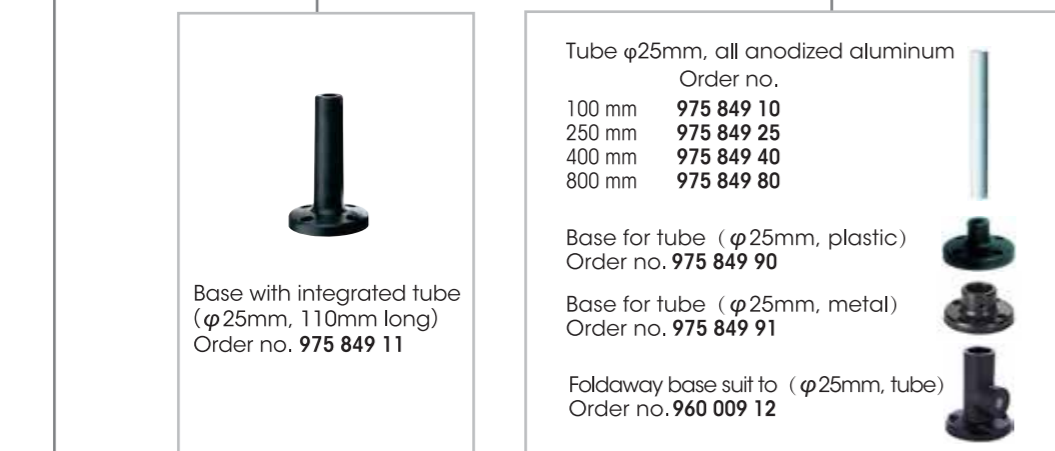 Base with integrated tube
(φ25mm, 110mm long)
Order no. 975 849 11
Tube φ25mm, all anodized aluminum
Order no.
100 mm 975 849 10
250 mm 975 849 25
400 mm 975 849 40
800 mm 975 849 80
Base for tube (φ25mm, plastic)
Order no. 975 849 90
Base for tube (φ25mm, metal)
Order no. 975 849 91
Foldaway base suit to (φ25mm, tube)
Order no. 960 009 12